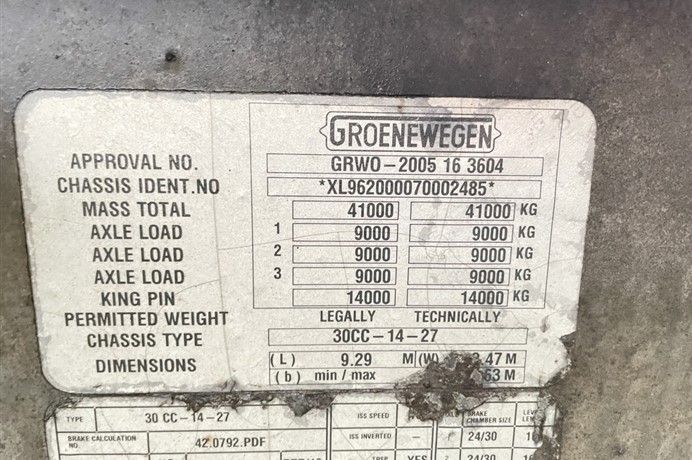 GROENEWEGEN
APPROVAL NO. GRWO-2005 16 3604
CHASSIS IDENT.NO *XL962000070002485*
MASS TOTAL 41000 41000 KG
AXLE LOAD 1 9000 9000 KG
AXLE LOAD 2 9000 9000 KG
AXLE LOAD 3 9000 9000 KG
KING PIN 14000 14000 KG
PERMITTED WEIGHT LEGALLY TECHNICALLY
CHASSIS TYPE 30CC-14-27
DIMENSIONS (L) 9.29 M (W) .47 M
(b) min / max M
TYPE 30 CC-14-27 ISS SPEED BRAKE CHAMBER SIZE
BRAKE CALCULATION NO. 42.0792.PDF ISS INVERTED - 24/30
YES 24/30